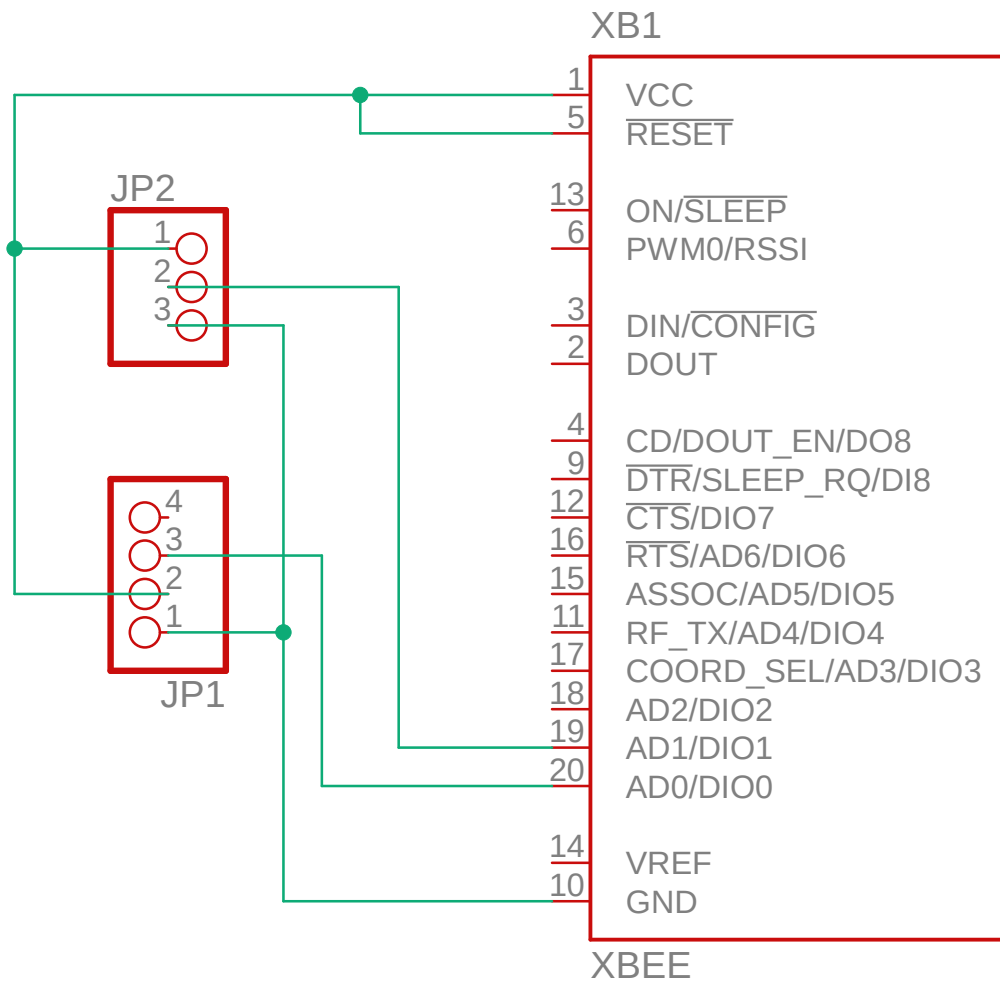 XB1
1 VCC
5 RESET
13 ON/SLEEP
6 PWM0/RSSI
3 DIN/CONFIG
2 DOUT
4 CD/DOUT_EN/DO8
9 DTR/SLEEP_RQ/DI8
12 CTS/DIO7
16 RTS/AD6/DIO6
15 ASSOC/AD5/DIO5
11 RF_TX/AD4/DIO4
17 COORD_SEL/AD3/DIO3
18 AD2/DIO2
19 AD1/DIO1
20 AD0/DIO0
14 VREF
10 GND
XBEE
JP2
1
2
3
4
3
2
1
JP1